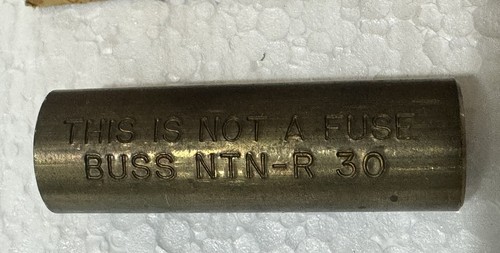 THIS IS NOT A FUSE
BUSS NTN-R 30